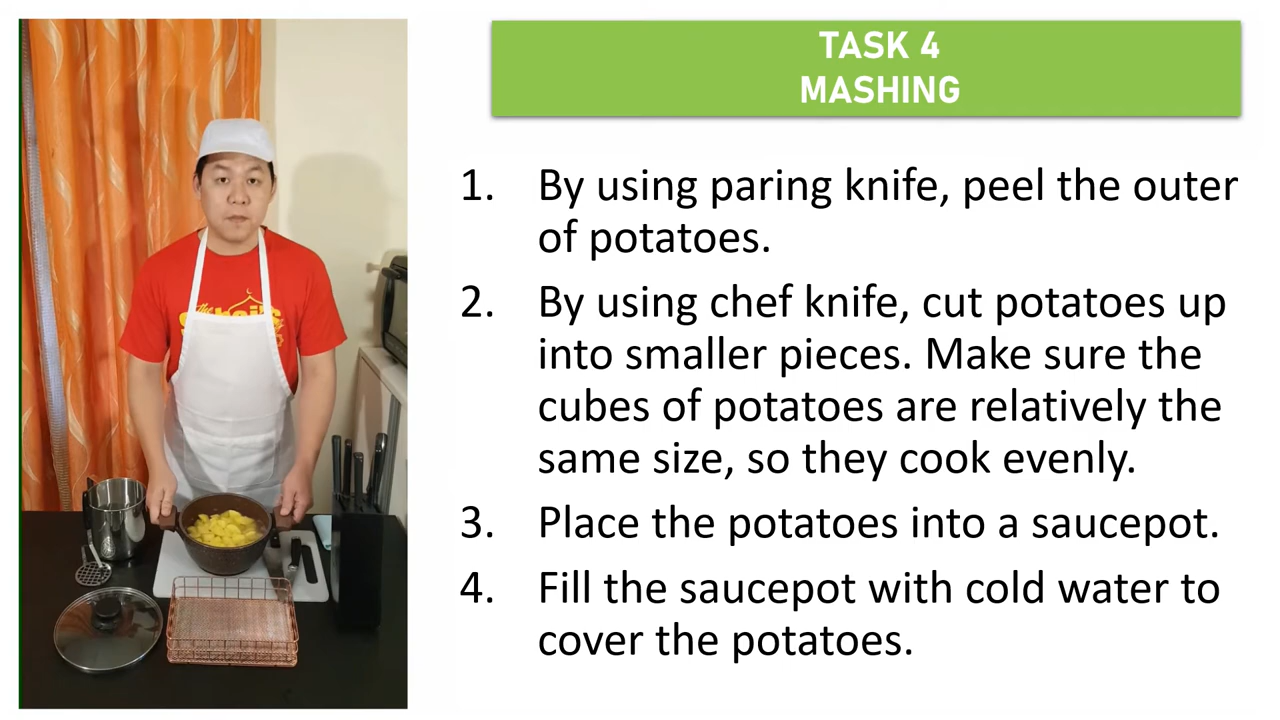 TASK 4
MASHING
1. By using paring knife, peel the outer
of potatoes.
2. By using chef knife, cut potatoes up
into smaller pieces. Make sure the
cubes of potatoes are relatively the
same size, so they cook evenly.
3. Place the potatoes into a saucepot.
4. Fill the saucepot with cold water to
cover the potatoes.